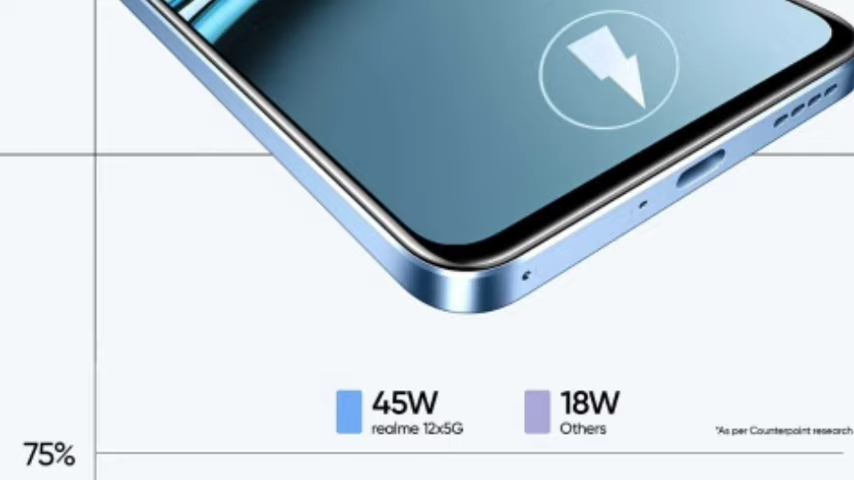 45W
realme 12x5G
18W
Others
*As per Counterpoint research
75%